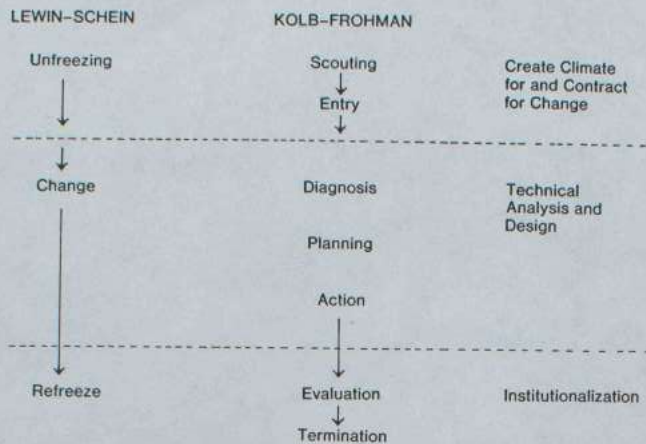 LEWIN–SCHEIN
KOLB–FROHMAN
Unfreezing
Scouting
Create Climate
for and Contract
for Change
Entry
Change
Diagnosis
Technical
Analysis and
Design
Planning
Action
Refreeze
Evaluation
Institutionalization
Termination